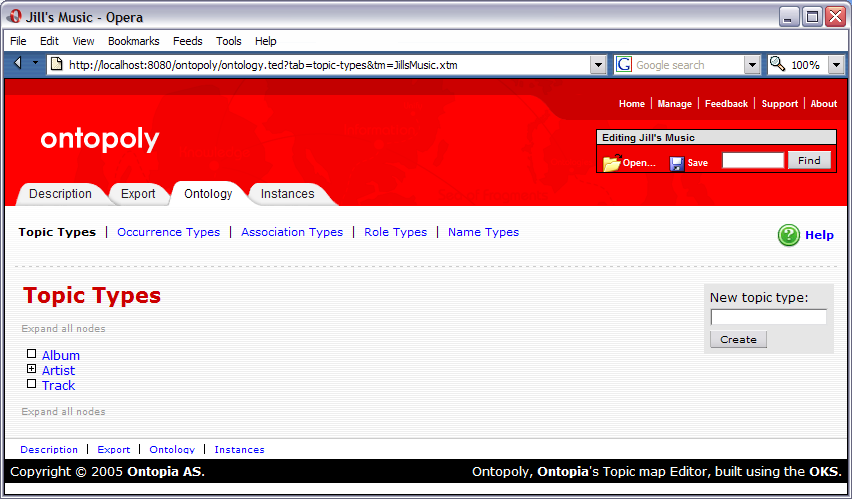 Jill's Music - Opera
File Edit View Bookmarks Feeds Tools Help
http://localhost:8080/ontopoly/ontology.ted?tab=topic-types&tm=JillsMusic.xtm
G Google search
100%
Home | Manage | Feedback | Support | About
ontopoly
Editing Jill's Music
Open... Save Find
Description Export Ontology Instances
Topic Types | Occurrence Types | Association Types | Role Types | Name Types
? Help
Topic Types
New topic type:
Expand all nodes
Create
Album
Artist
Track
Expand all nodes
Description | Export | Ontology | Instances
Copyright © 2005 Ontopia AS.
Ontopoly, Ontopia's Topic map Editor, built using the OKS.